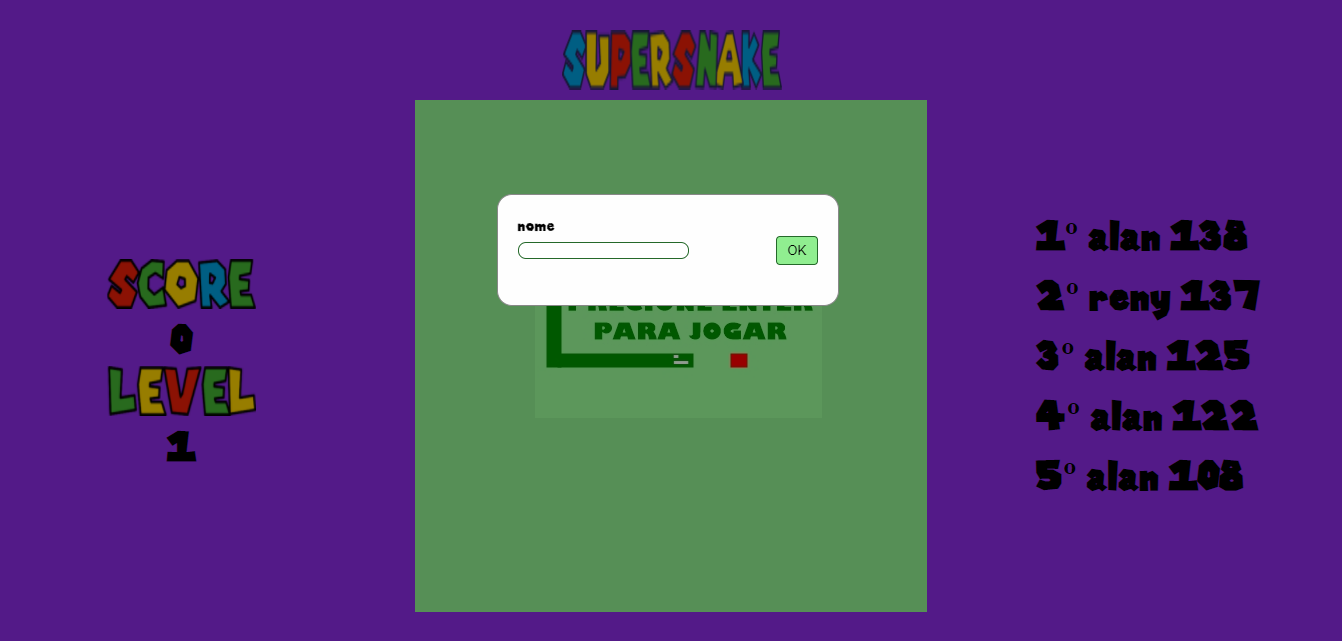 SUPERSNAKE
SCORE
0
LEVEL
1
nome
OK
PRECIONE ENTER
PARA JOGAR
1º alan 138
2º reny 137
3º alan 125
4º alan 122
5º alan 108